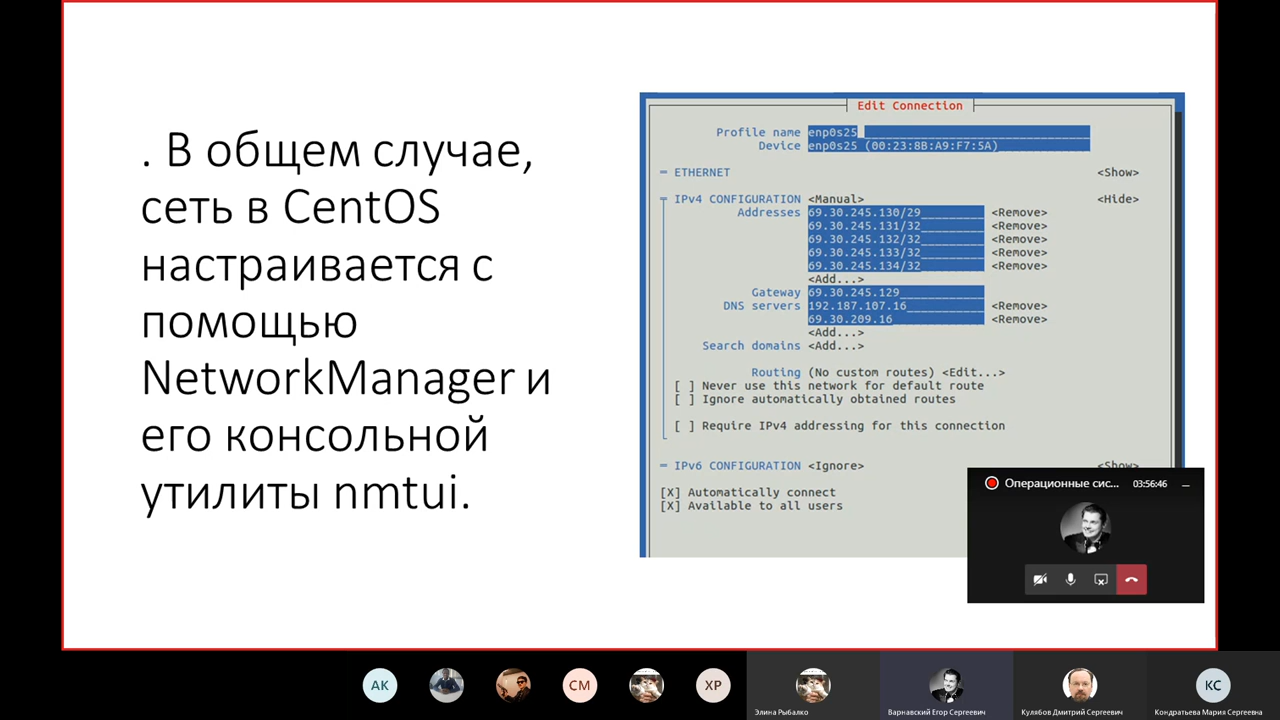 . В общем случае,
сеть в CentOS
настраивается с
помощью
NetworkManager и
его консольной
утилиты nmtui.
Edit Connection
Profile name enp0s25
Device enp0s25 (00:23:8B:A9:F7:5A)
= ETHERNET <Show>
IPv4 CONFIGURATION <Manual> <Hide>
Addresses 69.30.245.130/29 <Remove>
69.30.245.131/32 <Remove>
69.30.245.132/32 <Remove>
69.30.245.133/32 <Remove>
69.30.245.134/32 <Remove>
<Add...>
Gateway 69.30.245.129
DNS servers 192.187.107.16 <Remove>
69.30.209.16 <Remove>
<Add...>
Search domains <Add...>
Routing (No custom routes) <Edit...>
[ ] Never use this network for default route
[ ] Ignore automatically obtained routes
[ ] Require IPv4 addressing for this connection
= IPv6 CONFIGURATION <Ignore> <Show>
[X] Automatically connect
[X] Available to all users
Операционные сис... 03:56:46
АК
СМ
ХР
КС
Элина Рыбалко
Варнавский Егор Сергеевич
Кулябов Дмитрий Сергеевич
Кондратьева Мария Сергеевна